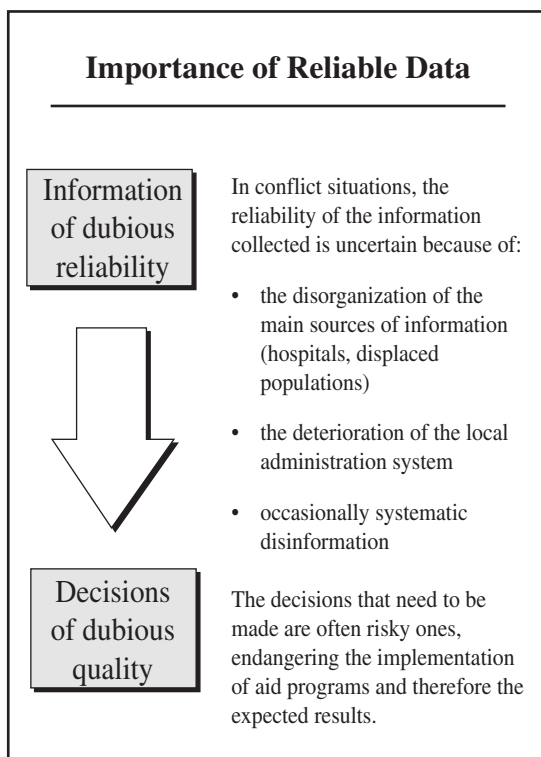 Importance of Reliable Data
Information
of dubious
reliability
In conflict situations, the
reliability of the information
collected is uncertain because of:
• the disorganization of the
main sources of information
(hospitals, displaced
populations)
• the deterioration of the local
administration system
• occasionally systematic
disinformation
Decisions
of dubious
quality
The decisions that need to be
made are often risky ones,
endangering the implementation
of aid programs and therefore the
expected results.